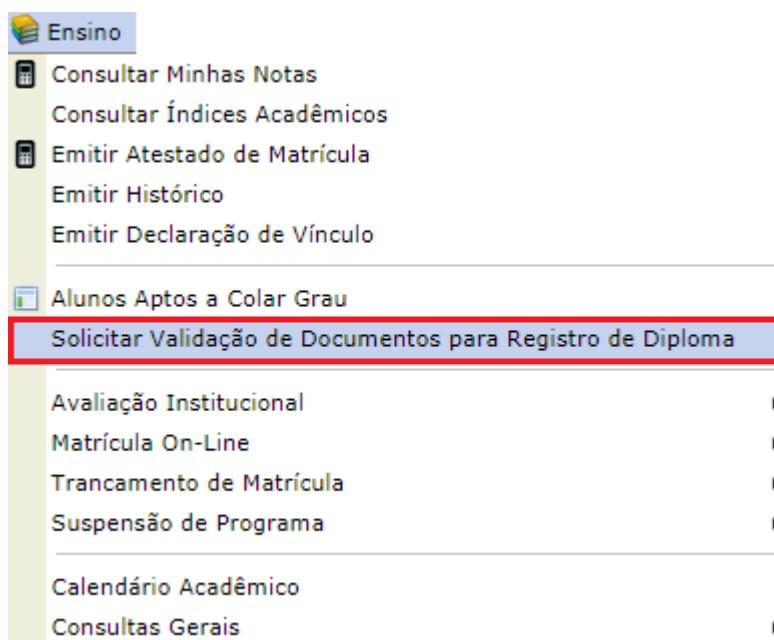 Ensino
Consultar Minhas Notas
Consultar Índices Acadêmicos
Emitir Atestado de Matrícula
Emitir Histórico
Emitir Declaração de Vínculo
Alunos Aptos a Colar Grau
Solicitar Validação de Documentos para Registro de Diploma
Avaliação Institucional
Matrícula On-Line
Trancamento de Matrícula
Suspensão de Programa
Calendário Acadêmico
Consultas Gerais